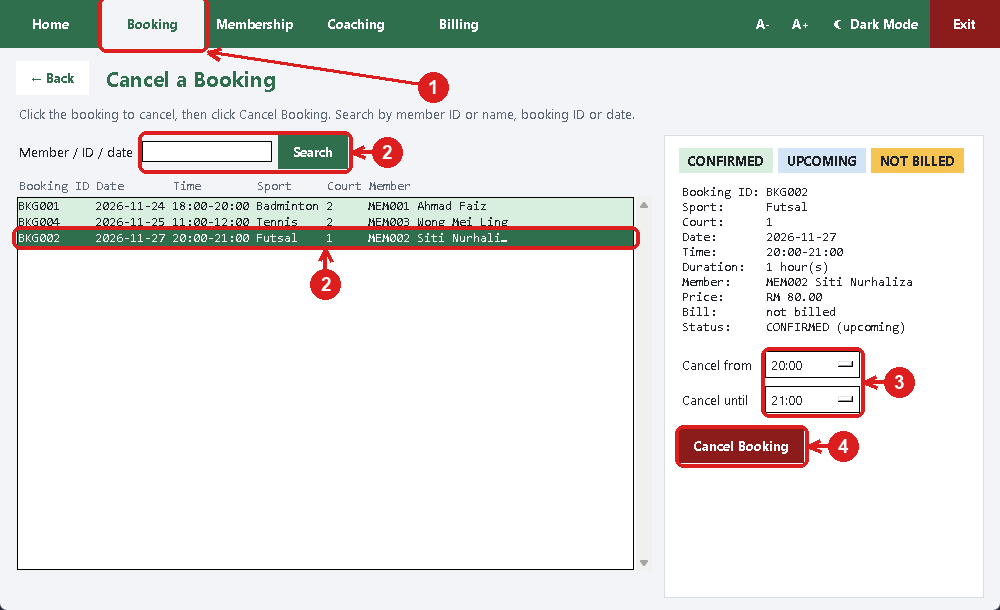 Home Booking Membership Coaching Billing A- A+ ☾ Dark Mode Exit
1
← Back Cancel a Booking
Click the booking to cancel, then click Cancel Booking. Search by member ID or name, booking ID or date.
Member / ID / date Search 2
Booking ID Date Time Sport Court Member
BKG001 2026-11-24 18:00-20:00 Badminton 2 MEM001 Ahmad Faiz
BKG004 2026-11-25 11:00-12:00 Tennis 2 MEM003 Wong Mei Ling
BKG002 2026-11-27 20:00-21:00 Futsal 1 MEM002 Siti Nurhali…
2
CONFIRMED UPCOMING NOT BILLED
Booking ID: BKG002
Sport: Futsal
Court: 1
Date: 2026-11-27
Time: 20:00-21:00
Duration: 1 hour(s)
Member: MEM002 Siti Nurhaliza
Price: RM 80.00
Bill: not billed
Status: CONFIRMED (upcoming)
Cancel from 20:00
3
Cancel until 21:00
Cancel Booking 4